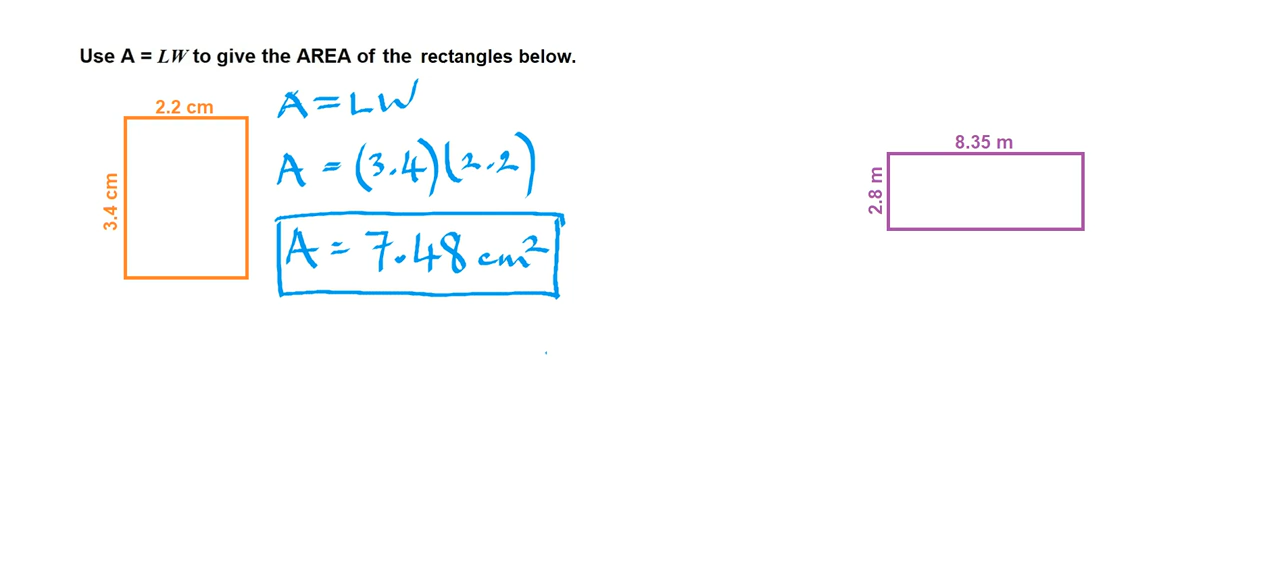 Use A = LW to give the AREA of the rectangles below.
2.2 cm
3.4 cm
A = LW
A = (3.4)(2.2)
A = 7.48 cm²
8.35 m
2.8 m